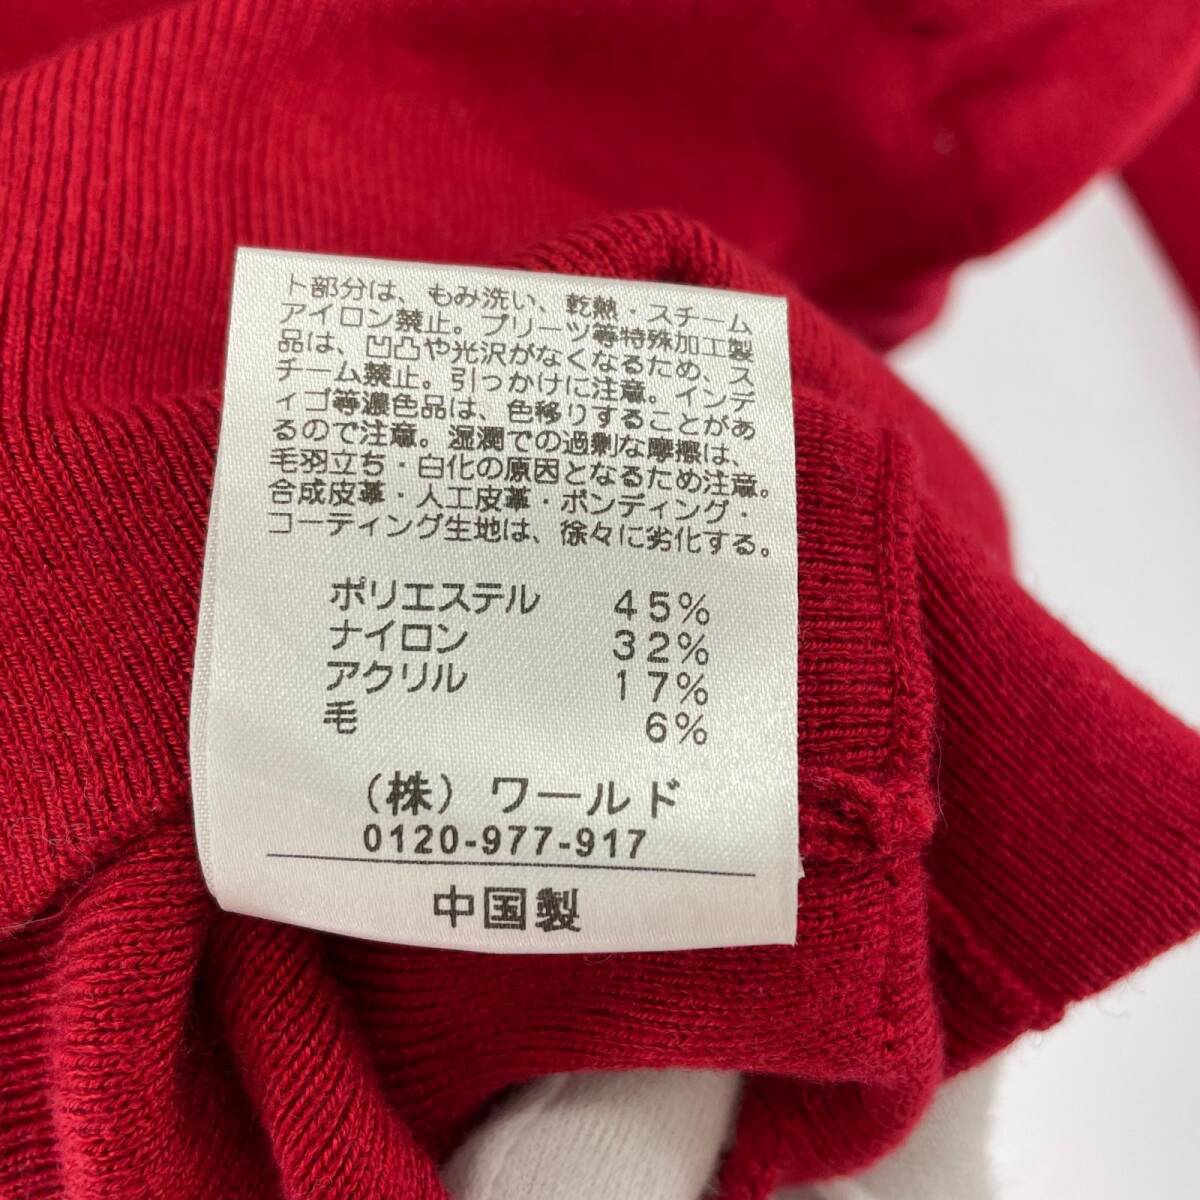 ト部分は、もみ洗い、乾熱・スチーム
アイロン禁止。プリーツ等特殊加工製
品は、凹凸や光沢がなくなるため、ス
チーム禁止。引っかけに注意。インデ
ィゴ等濃色品は、色移りすることがあ
るので注意。湿潤での過剰な摩擦は、
毛羽立ち・白化の原因となるため注意。
合成皮革・人工皮革・ボンディング・
コーティング生地は、徐々に劣化する。
ポリエステル 45%
ナイロン 32%
アクリル 17%
毛 6%
(株) ワールド
0120-977-917
中国製